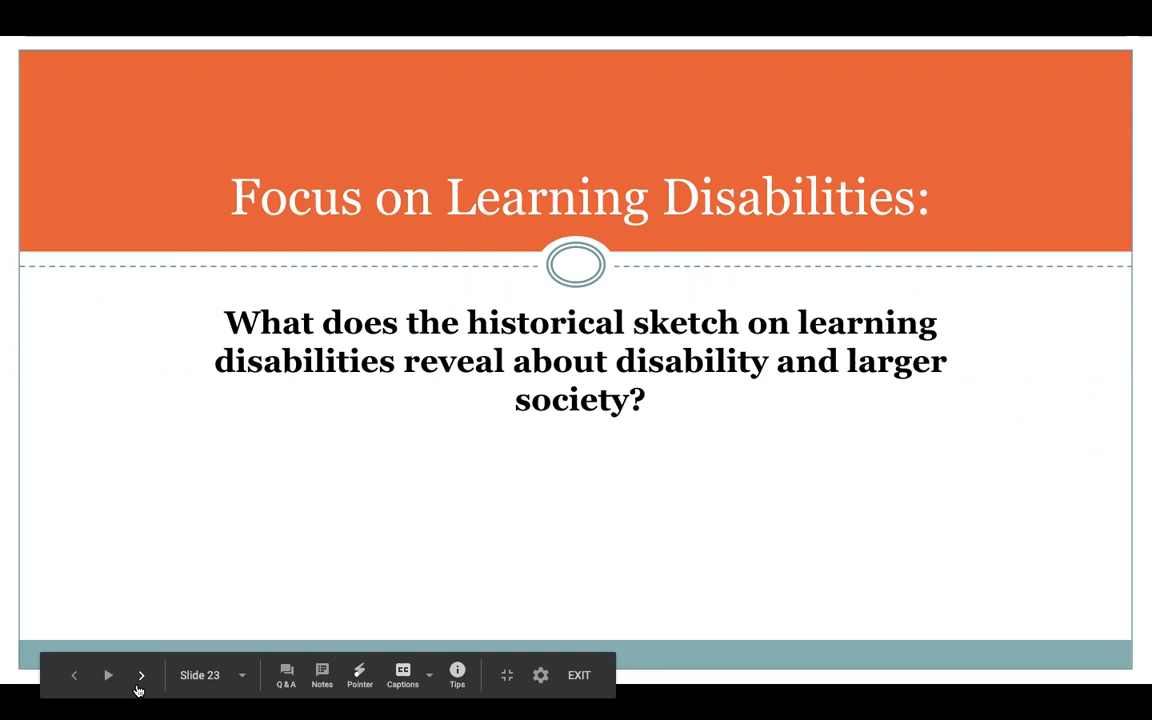 Focus on Learning Disabilities:
What does the historical sketch on learning
disabilities reveal about disability and larger
society?
Slide 23
Q & A
Notes
Pointer
CC
Captions
Tips
EXIT